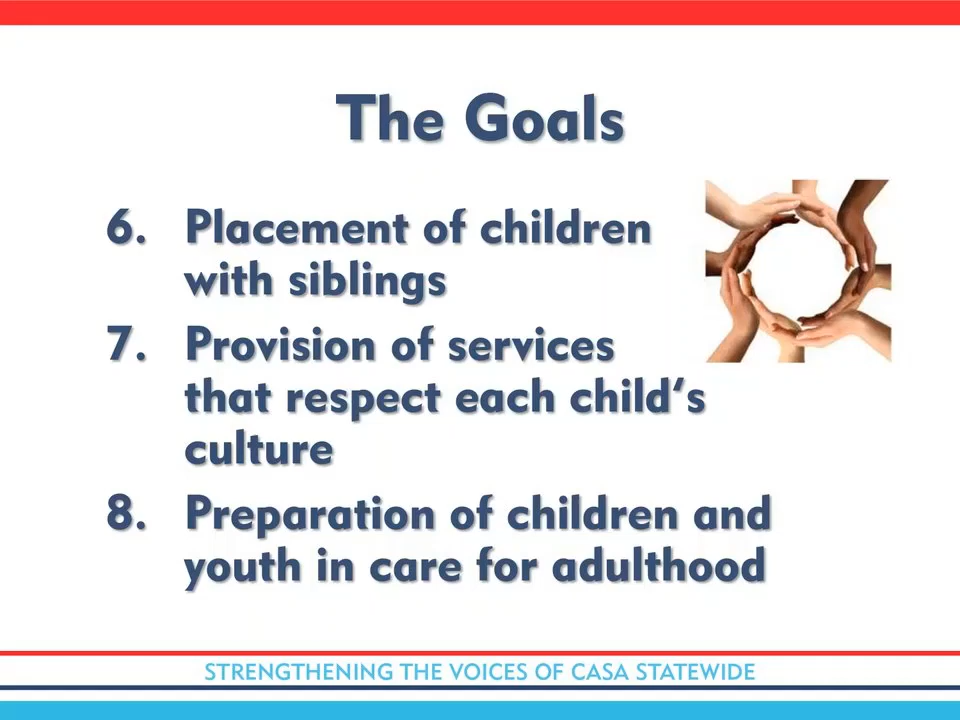 The Goals
6. Placement of children
with siblings
7. Provision of services
that respect each child's
culture
8. Preparation of children and
youth in care for adulthood
STRENGTHENING THE VOICES OF CASA STATEWIDE